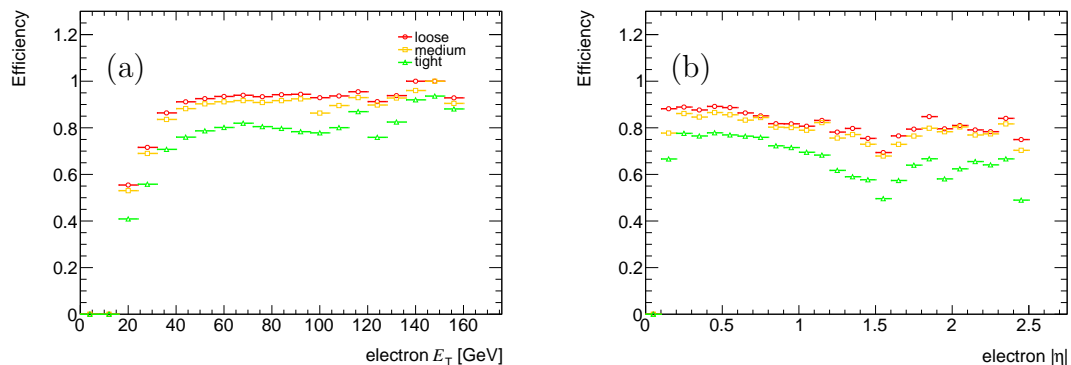 Efficiency
1.2
1
0.8
0.6
0.4
0.2
0
(a)
loose
medium
tight
0 20 40 60 80 100 120 140 160
electron E_T [GeV]
Efficiency
1.2
1
0.8
0.6
0.4
0.2
0
(b)
0 0.5 1 1.5 2 2.5
electron |η|